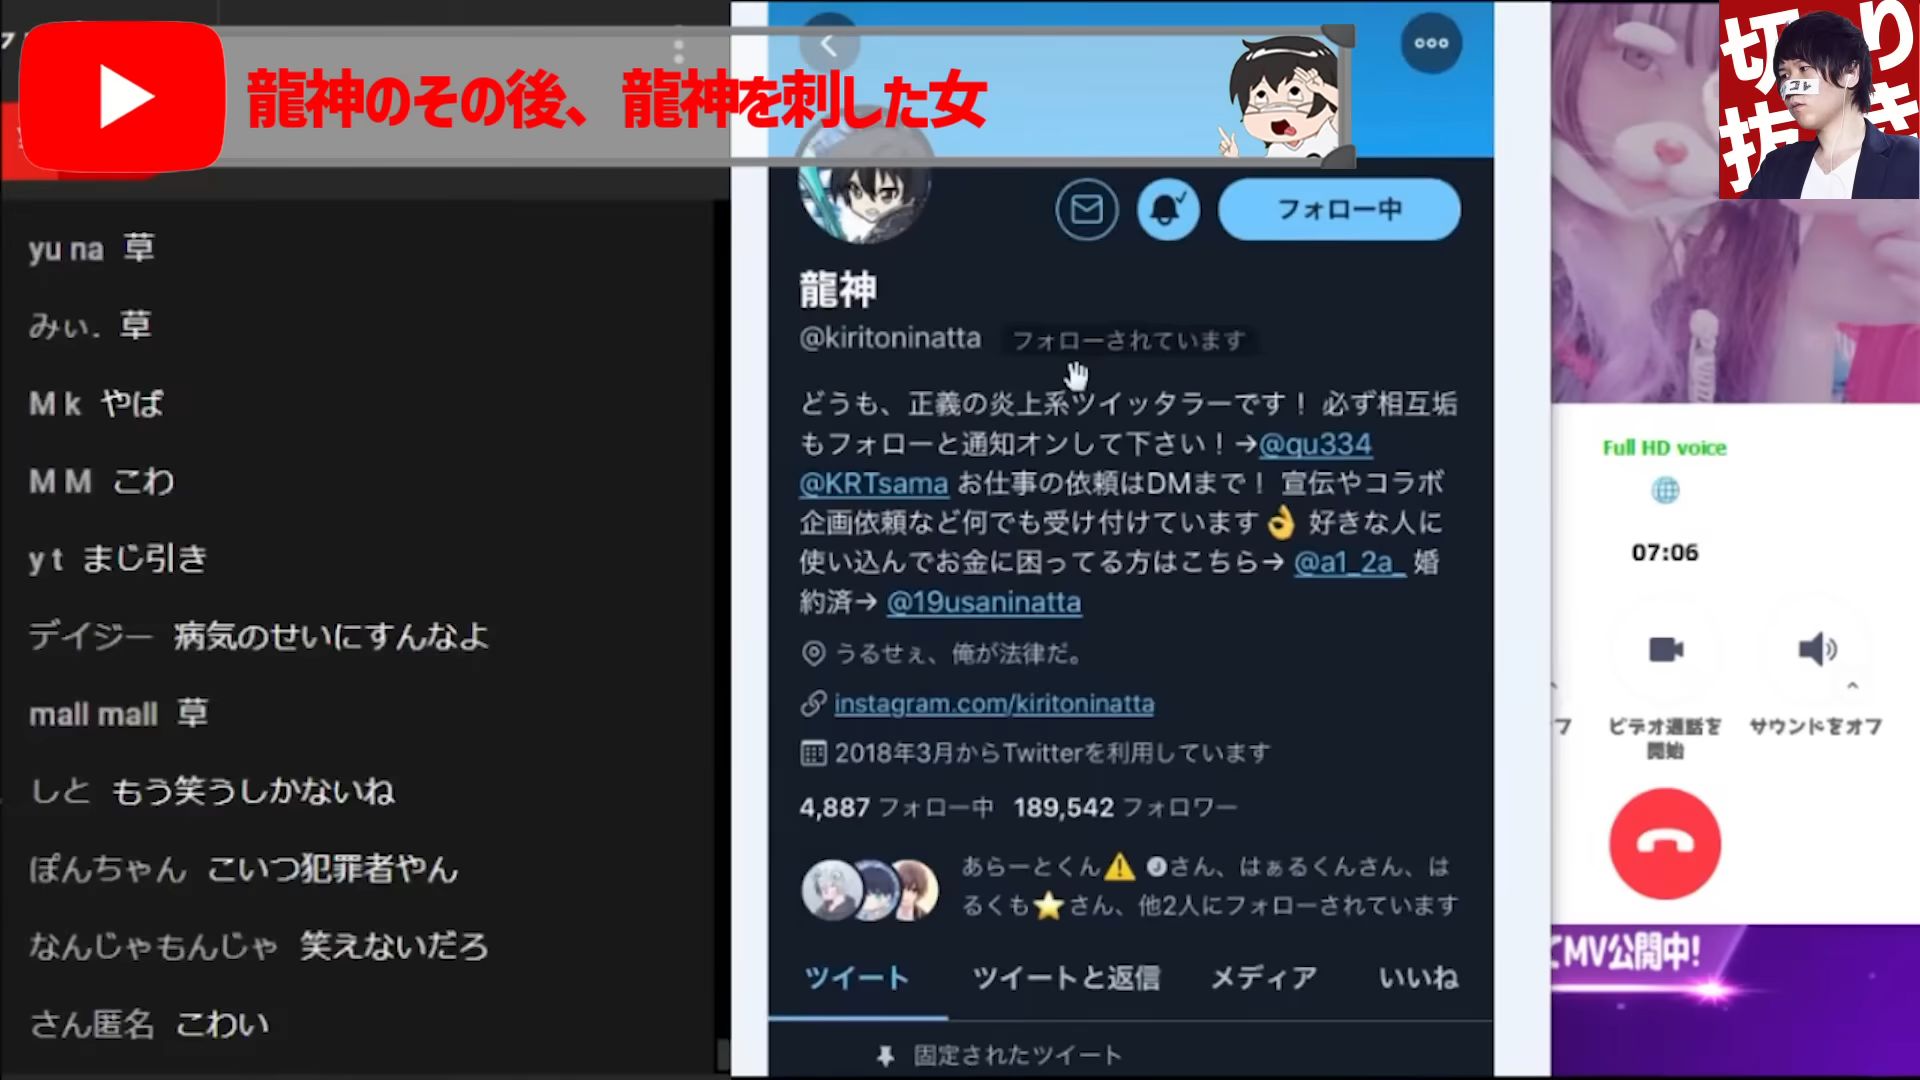 龍神のその後、龍神を刺した女
切り抜き
コレ
yu na 草
みぃ. 草
M k やば
M M こわ
y t まじ引き
デイジー 病気のせいにすんなよ
mall mall 草
しと もう笑うしかないね
ぽんちゃん こいつ犯罪者やん
なんじゃもんじゃ 笑えないだろ
さん匿名 こわい
フォロー中
龍神
@kiritoninatta フォローされています
どうも、正義の炎上系ツイッタラーです！ 必ず相互垢
もフォローと通知オンして下さい！→@qu334
@KRTsama お仕事の依頼はDMまで！ 宣伝やコラボ
企画依頼など何でも受け付けています👌 好きな人に
使い込んでお金に困ってる方はこちら→ @a1_2a_ 婚
約済→ @19usaninatta
うるせぇ、俺が法律だ。
instagram.com/kiritoninatta
2018年3月からTwitterを利用しています
4,887 フォロー中 189,542 フォロワー
あらーとくん⚠️ さん、はぁるくんさん、は
るくも⭐さん、他2人にフォローされています
ツイート ツイートと返信 メディア いいね
固定されたツイート
Full HD voice
07:06
フ
ビデオ通話を
開始
サウンドをオフ
てMV公開中!